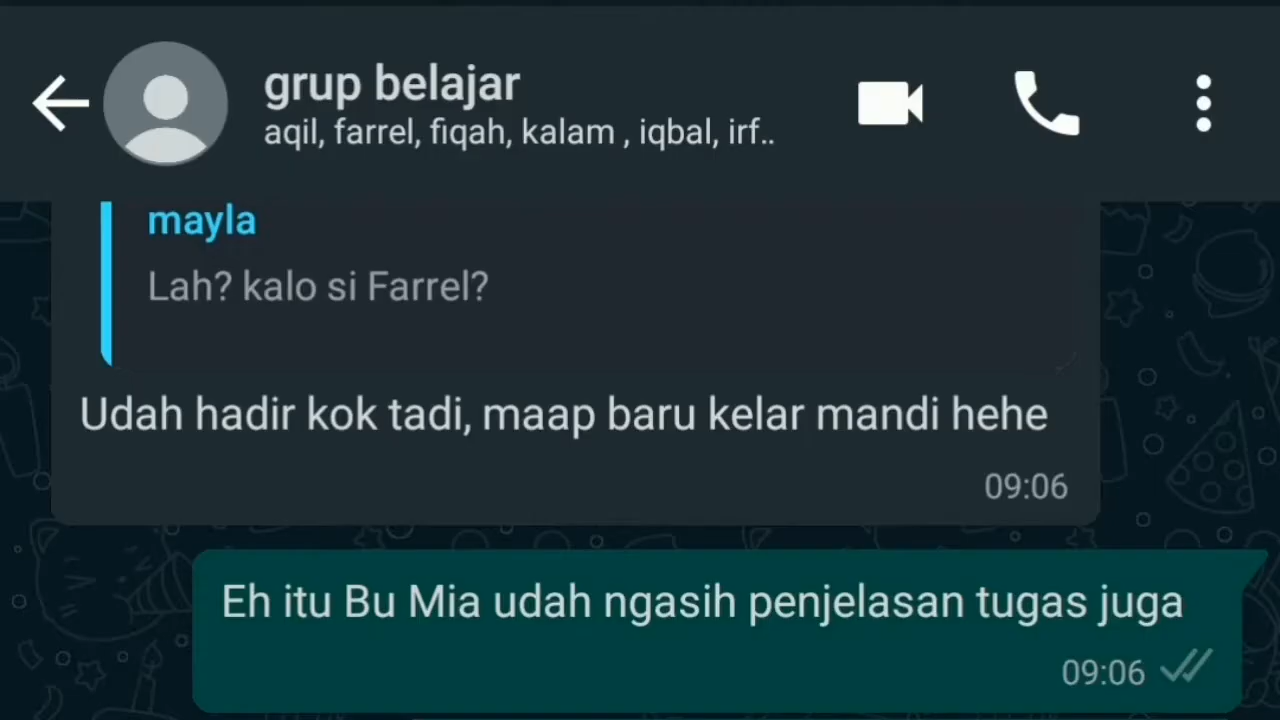 grup belajar
aqil, farrel, fiqah, kalam , iqbal, irf..
mayla
Lah? kalo si Farrel?
Udah hadir kok tadi, maap baru kelar mandi hehe
09:06
Eh itu Bu Mia udah ngasih penjelasan tugas juga
09:06